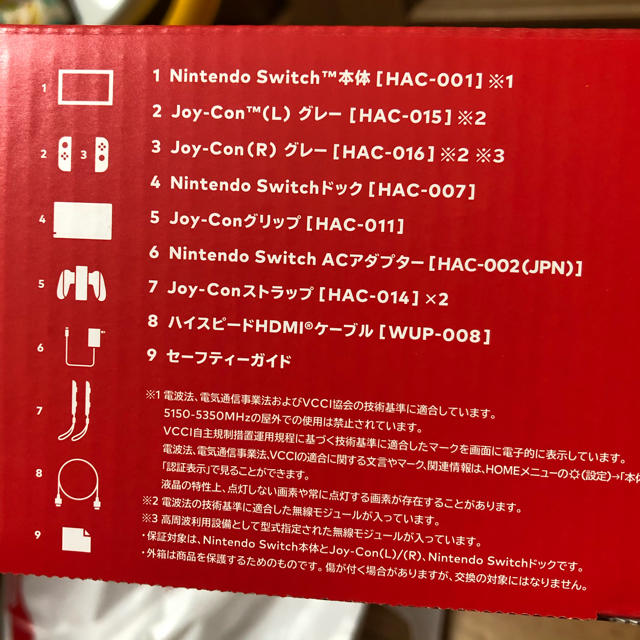 1 Nintendo Switch™本体 [HAC-001] ※1
2 Joy-Con™(L) グレー [HAC-015] ※2
3 Joy-Con(R) グレー [HAC-016] ※2 ※3
4 Nintendo Switchドック [HAC-007]
5 Joy-Conグリップ [HAC-011]
6 Nintendo Switch ACアダプター [HAC-002(JPN)]
7 Joy-Conストラップ [HAC-014] ×2
8 ハイスピードHDMI®ケーブル [WUP-008]
9 セーフティーガイド
1
2 3
4
5
6
7
8
9
※1 電波法、電気通信事業法およびVCCI協会の技術基準に適合しています。
5150-5350MHzの屋外での使用は禁止されています。
VCCI自主規制措置運用規程に基づく技術基準に適合したマークを画面に電子的に表示しています。
電波法、電気通信事業法、VCCIの適合に関する文言やマーク、関連情報は、HOMEメニューの(設定)→「本体
「認証表示」で見ることができます。
液晶の特性上、点灯しない画素や常に点灯する画素が存在することがあります。
※2 電波法の技術基準に適合した無線モジュールが入っています。
※3 高周波利用設備として型式指定された無線モジュールが入っています。
・保証対象は、Nintendo Switch本体とJoy-Con(L)/(R)、Nintendo Switchドックです。
・外箱は商品を保護するためのものです。傷が付く場合がありますが、交換の対象にはなりません。